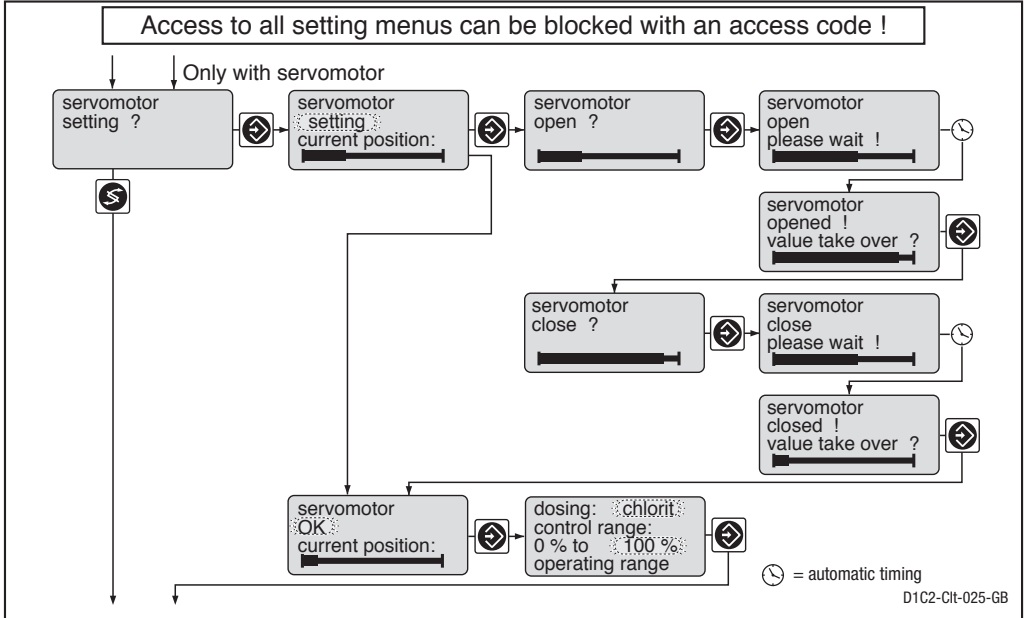 Access to all setting menus can be blocked with an access code !
Only with servomotor
servomotor
setting ?
servomotor
setting
current position:
servomotor
open ?
servomotor
open
please wait !
servomotor
opened !
value take over ?
servomotor
close ?
servomotor
close
please wait !
servomotor
closed !
value take over ?
servomotor
OK
current position:
dosing: chlorit
control range:
0 % to 100 %
operating range
= automatic timing
D1C2-Clt-025-GB